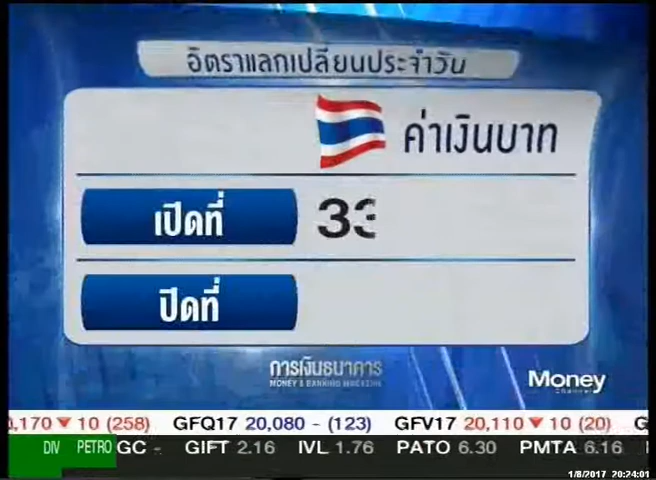 อัตราแลกเปลี่ยนประจำวัน
ค่าเงินบาท
เปิดที่ 33
ปิดที่
การเงินธนาคาร
MONEY & BANKING MAGAZINE
Money
Channel
,170 ▼ 10 (258) GFQ17 20,080 - (123) GFV17 20,110 ▼ 10 (20) G
DIV PETRO GC - GIFT 2.16 IVL 1.76 PATO 6.30 PMTA 6.16
1/8/2017 20:24:01